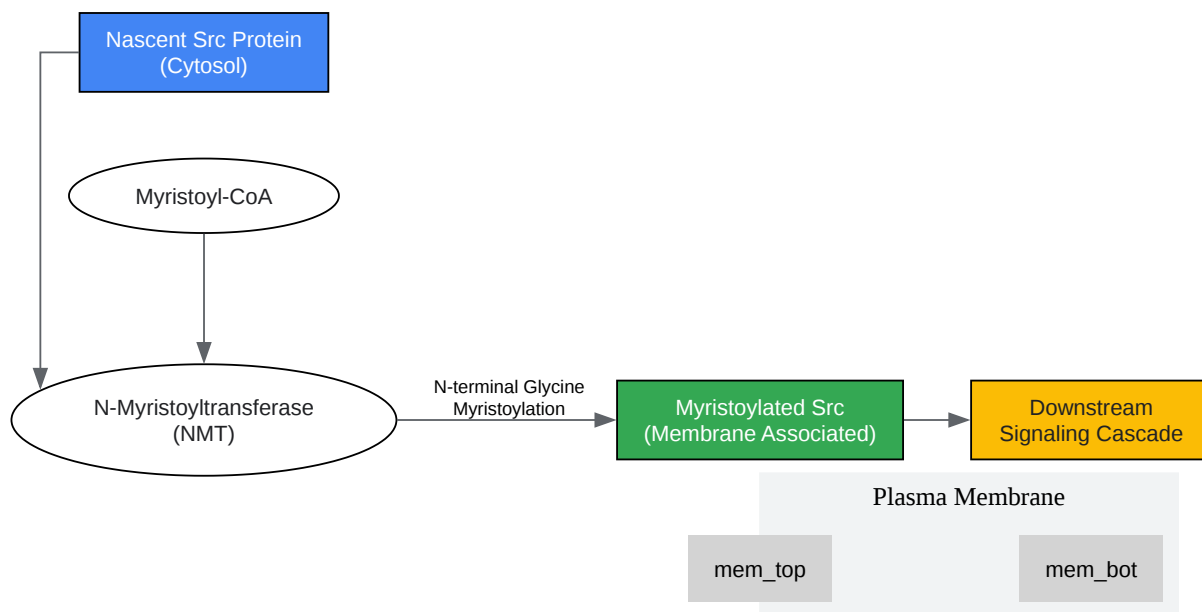 Nascent Src Protein
(Cytosol)
Myristoyl-CoA
N-Myristoyltransferase
(NMT)
N-terminal Glycine
Myristoylation
Myristoylated Src
(Membrane Associated)
Downstream
Signaling Cascade
Plasma Membrane
mem_top
mem_bot